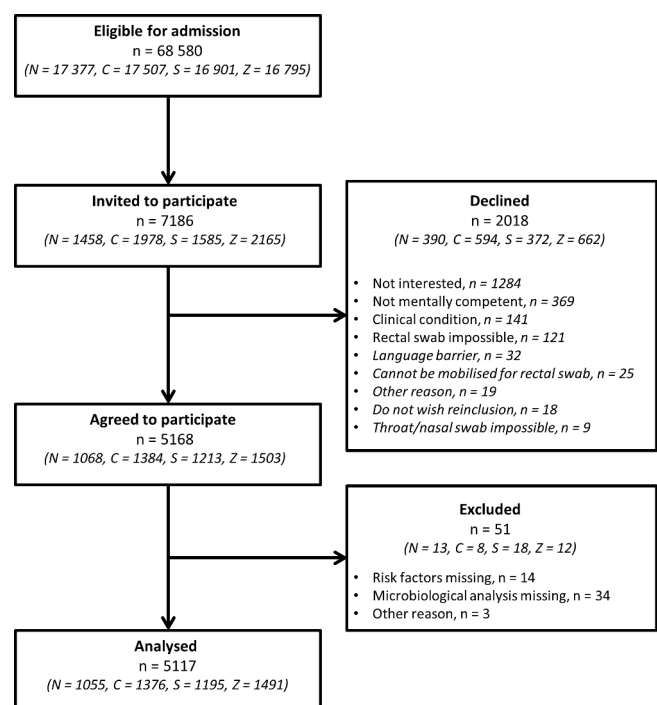 Eligible for admission
n = 68 580
(N = 17 377, C = 17 507, S = 16 901, Z = 16 795)
Invited to participate
n = 7186
(N = 1458, C = 1978, S = 1585, Z = 2165)
Declined
n = 2018
(N = 390, C = 594, S = 372, Z = 662)
• Not interested, n = 1284
• Not mentally competent, n = 369
• Clinical condition, n = 141
• Rectal swab impossible, n = 121
• Language barrier, n = 32
• Cannot be mobilised for rectal swab, n = 25
• Other reason, n = 19
• Do not wish reinclusion, n = 18
• Throat/nasal swab impossible, n = 9
Agreed to participate
n = 5168
(N = 1068, C = 1384, S = 1213, Z = 1503)
Excluded
n = 51
(N = 13, C = 8, S = 18, Z = 12)
• Risk factors missing, n = 14
• Microbiological analysis missing, n = 34
• Other reason, n = 3
Analysed
n = 5117
(N = 1055, C = 1376, S = 1195, Z = 1491)